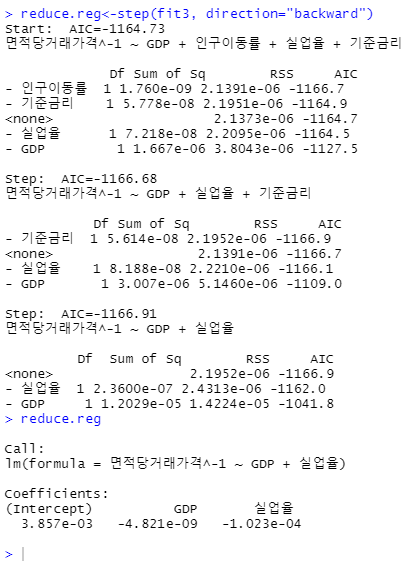 > reduce.reg<-step(fit3, direction="backward")
Start:  AIC=-1164.73
면적당거래가격^-1 ~ GDP + 인구이동률 + 실업율 + 기준금리
Df Sum of Sq        RSS     AIC
- 인구이동률  1 1.760e-09 2.1391e-06 -1166.7
- 기준금리    1 5.778e-08 2.1951e-06 -1164.9
<none>                    2.1373e-06 -1164.7
- 실업율      1 7.218e-08 2.2095e-06 -1164.5
- GDP         1 1.667e-06 3.8043e-06 -1127.5
Step:  AIC=-1166.68
면적당거래가격^-1 ~ GDP + 실업율 + 기준금리
Df Sum of Sq        RSS     AIC
- 기준금리  1 5.614e-08 2.1952e-06 -1166.9
<none>                  2.1391e-06 -1166.7
- 실업율    1 8.188e-08 2.2210e-06 -1166.1
- GDP       1 3.007e-06 5.1460e-06 -1109.0
Step:  AIC=-1166.91
면적당거래가격^-1 ~ GDP + 실업율
Df  Sum of Sq        RSS     AIC
<none>                 2.1952e-06 -1166.9
- 실업율  1 2.3600e-07 2.4313e-06 -1162.0
- GDP     1 1.2029e-05 1.4224e-05 -1041.8
> reduce.reg
Call:
lm(formula = 면적당거래가격^-1 ~ GDP + 실업율)
Coefficients:
(Intercept)          GDP       실업율
3.857e-03   -4.821e-09   -1.023e-04
>